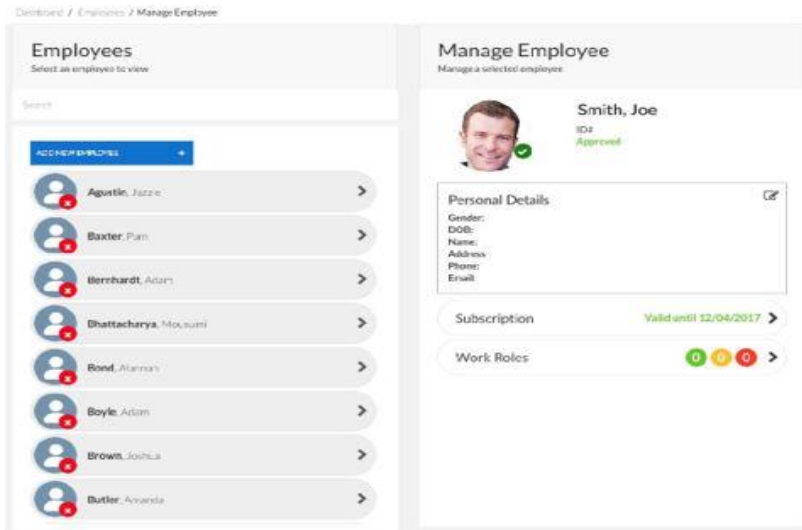 Dashboard / Employees / Manage Employee
Employees
Select an employee to view
Search
ADD NEW EMPLOYEE +
Agustin, Jazzie
Baxter, Pam
Bernhardt, Adam
Bhattacharya, Mousumi
Bond, Alannah
Boyle, Adam
Brown, Joshua
Butler, Amanda
Manage Employee
Manage a selected employee
Smith, Joe
ID#
Approved
Personal Details
Gender:
DOB:
Name:
Address
Phone:
Email
Subscription Valid until 12/04/2017
Work Roles 0 0 0